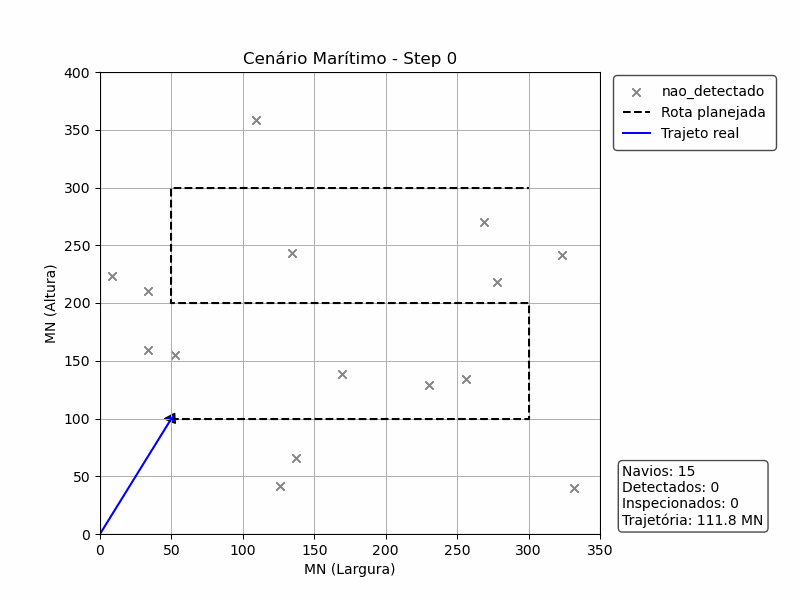 Cenário Marítimo - Step 0
400
350
300
250
200
150
100
50
0
MN (Altura)
0 50 100 150 200 250 300 350
MN (Largura)
nao_detectado
Rota planejada
Trajeto real
Navios: 15
Detectados: 0
Inspecionados: 0
Trajetória: 111.8 MN